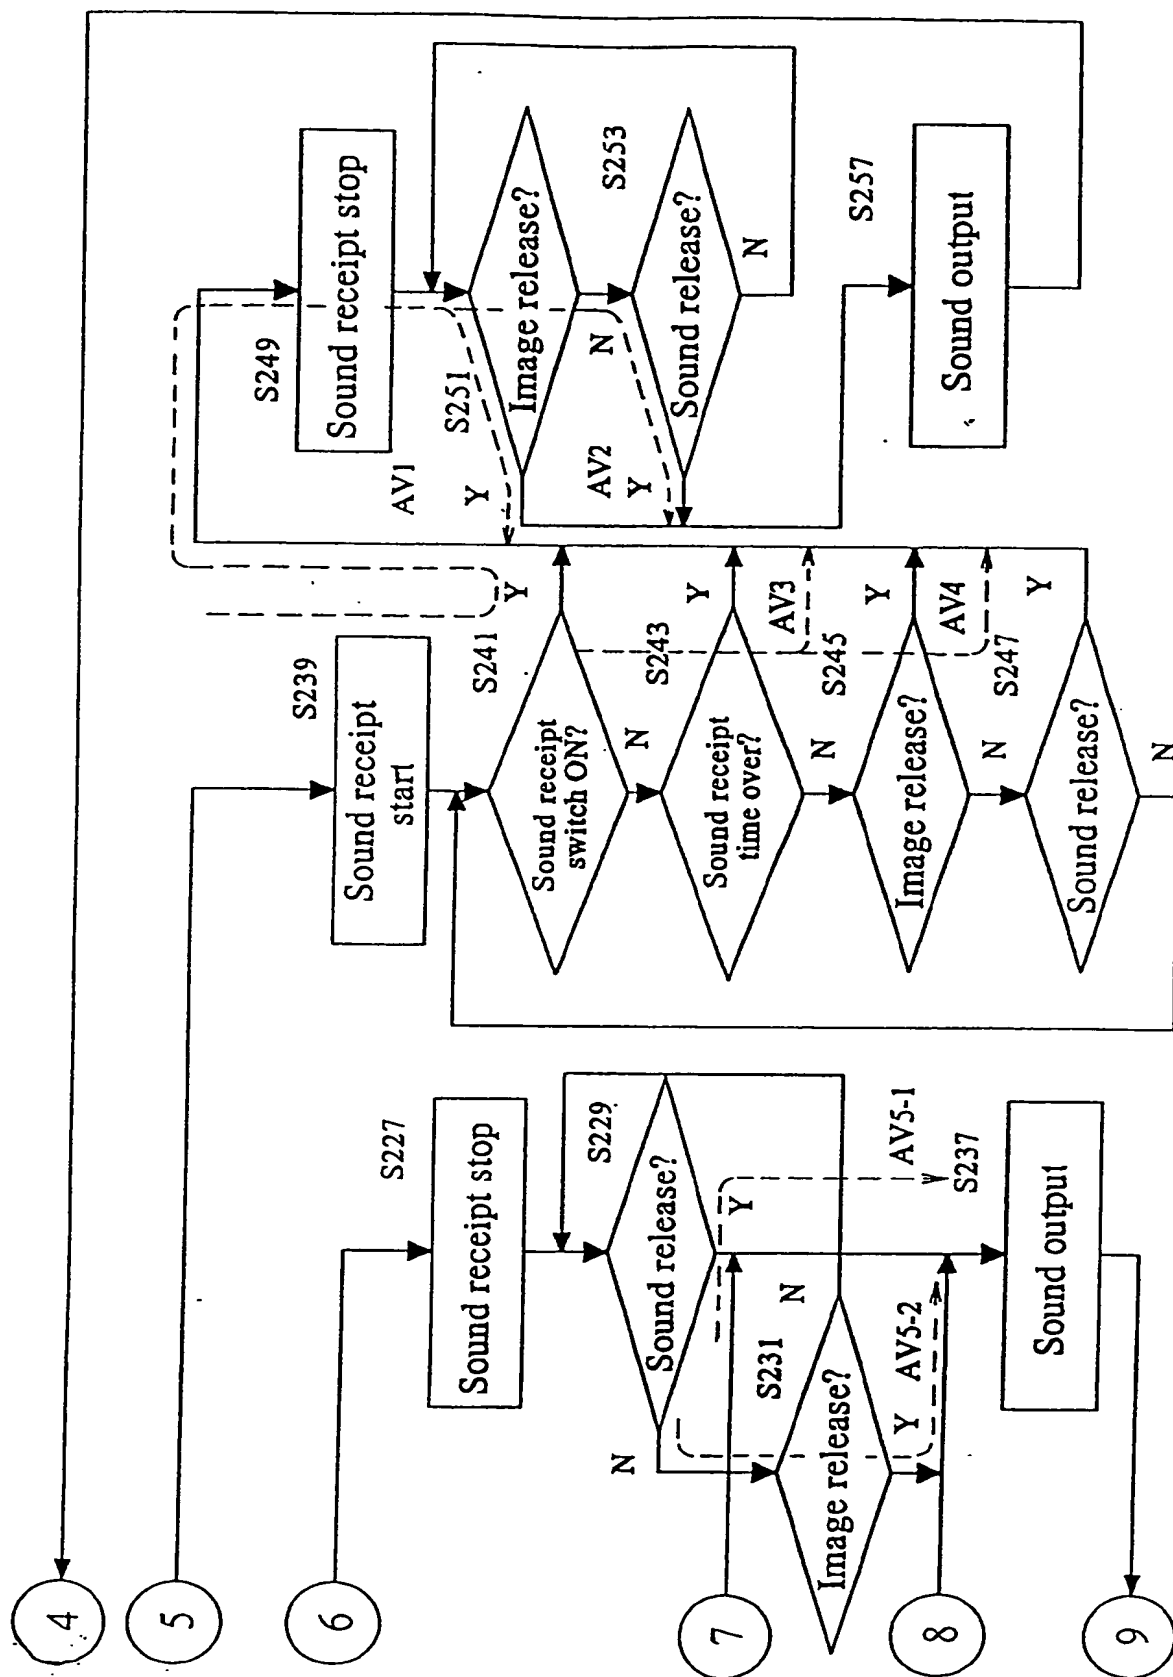 4
5
6
7
8
9
S227
Sound receipt stop
S229
Sound release?
Y
AV5-1
N
S231
Image release?
N
Y
AV5-2
S237
Sound output
S239
Sound receipt
start
S241
Sound receipt
switch ON?
Y
N
S243
Sound receipt
time over?
Y
N
AV3
S245
Image release?
Y
N
AV4
S247
Sound release?
Y
N
S249
Sound receipt stop
AV1
S251
Image release?
Y
N
S253
Sound release?
AV2
Y
N
S257
Sound output